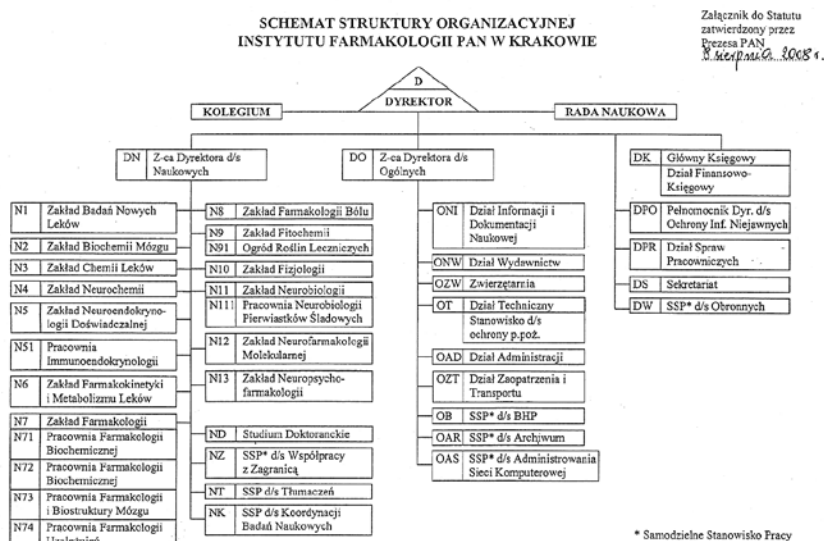 SCHEMAT STRUKTURY ORGANIZACYJNEJ
INSTYTUTU FARMAKOLOGII PAN W KRAKOWIE
Załącznik do Statutu
zatwierdzony przez
Prezesa PAN
8 sierpnia 2008 r.
D
DYREKTOR
KOLEGIUM
RADA NAUKOWA
DN Z-ca Dyrektora d/s
Naukowych
DO Z-ca Dyrektora d/s
Ogólnych
DK Główny Księgowy
Dział Finansowo-
Księgowy
N1 Zakład Badań Nowych
Leków
N2 Zakład Biochemii Mózgu
N3 Zakład Chemii Leków
N4 Zakład Neurochemii
N5 Zakład Neuroendokryno-
logii Doświadczalnej
N51 Pracownia
Immunoendokrynologii
N6 Zakład Farmakokinetyki
i Metabolizmu Leków
N7 Zakład Farmakologii
N71 Pracownia Farmakologii
Biochemicznej
N72 Pracownia Farmakologii
Biochemicznej
N73 Pracownia Farmakologii
i Biostruktury Mózgu
N74 Pracownia Farmakologii
N8 Zakład Farmakologii Bólu
N9 Zakład Fitochemii
N91 Ogród Roślin Leczniczych
N10 Zakład Fizjologii
N11 Zakład Neurobiologii
N111 Pracownia Neurobiologii
Pierwiastków Śladowych
N12 Zakład Neurofarmakologii
Molekularnej
N13 Zakład Neuropsycho-
farmakologii
ND Studium Doktoranckie
NZ SSP* d/s Współpracy
z Zagranicą
NT SSP d/s Tłumaczeń
NK SSP d/s Koordynacji
Badań Naukowych
ONI Dział Informacji i
Dokumentacji
Naukowej
ONW Dział Wydawnictw
OZW Zwierzętarnia
OT Dział Techniczny
Stanowisko d/s
ochrony p.poż.
OAD Dział Administracji
OZT Dział Zaopatrzenia i
Transportu
OB SSP* d/s BHP
OAR SSP* d/s Archiwum
OAS SSP* d/s Administrowania
Sieci Komputerowej
DPO Pełnomocnik Dyr. d/s
Ochrony Inf. Niejawnych
DPR Dział Spraw
Pracowniczych
DS Sekretariat
DW SSP* d/s Obronnych
* Samodzielne Stanowisko Pracy